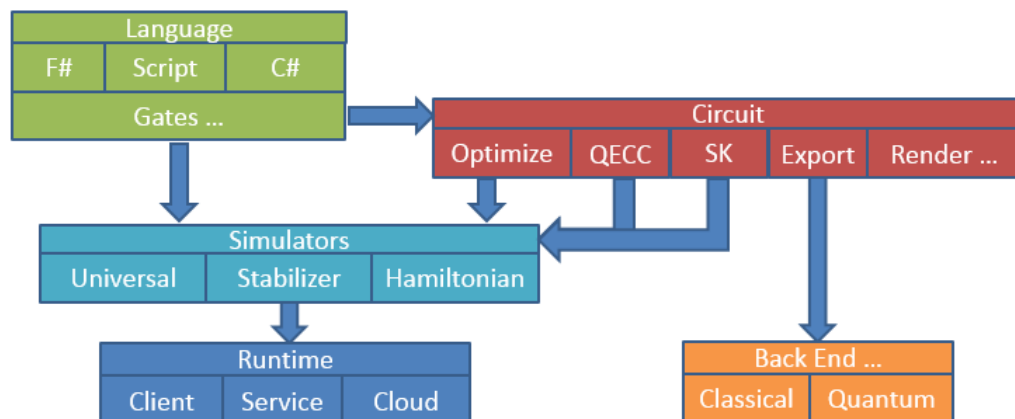 Language
F# Script C#
Gates ...
Circuit
Optimize QECC SK Export Render ...
Simulators
Universal Stabilizer Hamiltonian
Runtime
Client Service Cloud
Back End ...
Classical Quantum